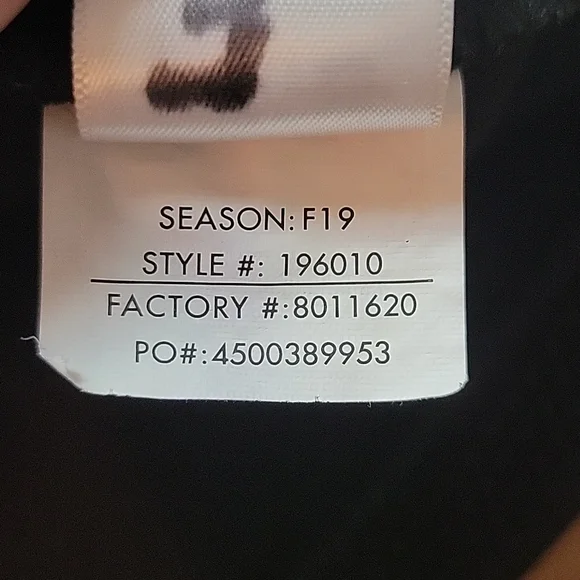 SEASON: F19
STYLE #: 196010
FACTORY #:8011620
PO#:4500389953